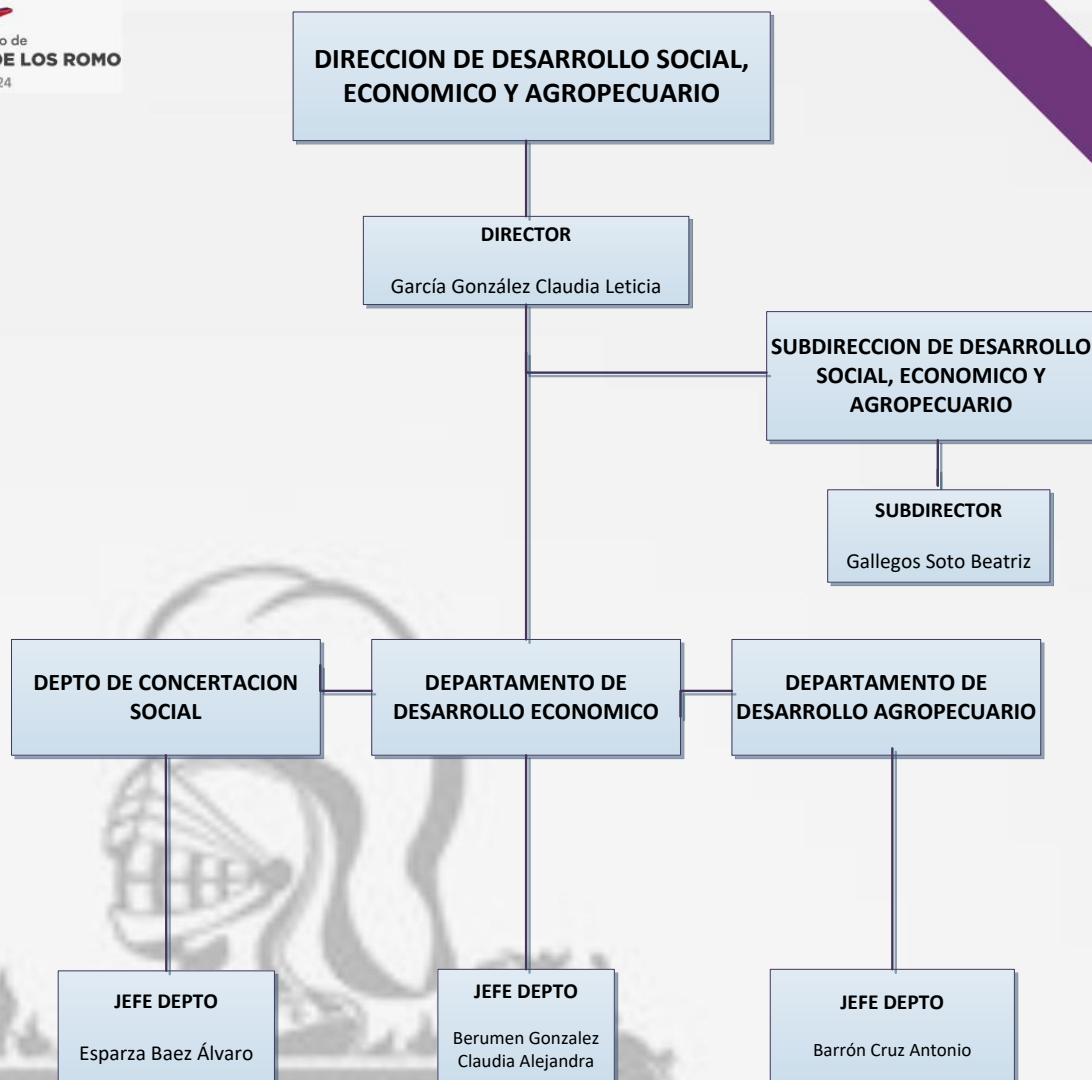 o de
DE LOS ROMO
24
DIRECCION DE DESARROLLO SOCIAL,
ECONOMICO Y AGROPECUARIO
DIRECTOR
García González Claudia Leticia
SUBDIRECCION DE DESARROLLO
SOCIAL, ECONOMICO Y
AGROPECUARIO
SUBDIRECTOR
Gallegos Soto Beatriz
DEPTO DE CONCERTACION
SOCIAL
DEPARTAMENTO DE
DESARROLLO ECONOMICO
DEPARTAMENTO DE
DESARROLLO AGROPECUARIO
JEFE DEPTO
Esparza Baez Álvaro
JEFE DEPTO
Berumen Gonzalez
Claudia Alejandra
JEFE DEPTO
Barrón Cruz Antonio